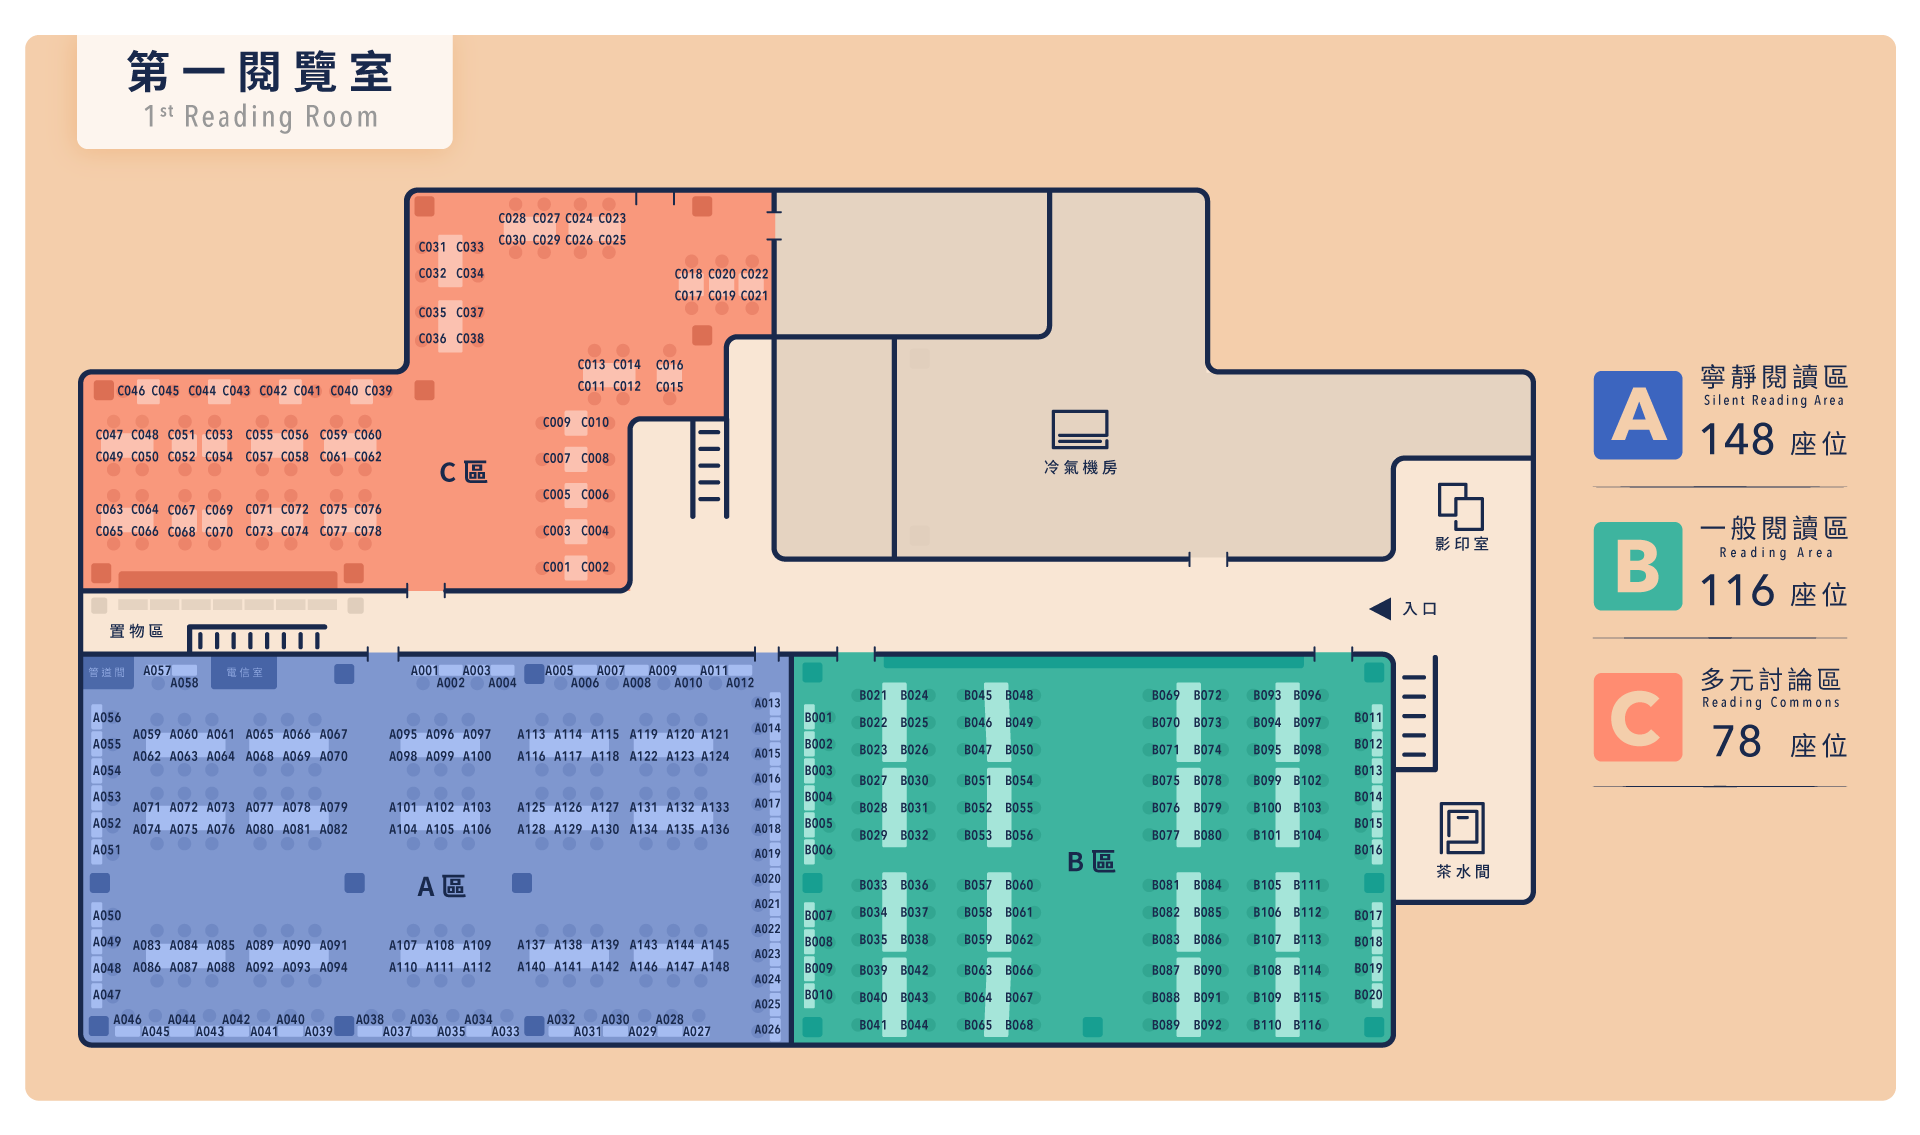 第一閱覽室
1st Reading Room
C028 C027 C024 C023
C030 C029 C026 C025
C031 C033
C032 C034
C035 C037
C036 C038
C018 C020 C022
C017 C019 C021
C013 C014 C016
C011 C012 C015
C046 C045 C044 C043 C042 C041 C040 C039
C047 C048 C051 C053 C055 C056 C059 C060
C049 C050 C052 C054 C057 C058 C061 C062
C063 C064 C067 C069 C071 C072 C075 C076
C065 C066 C068 C070 C073 C074 C077 C078
C區
C009 C010
C007 C008
C005 C006
C003 C004
C001 C002
冷氣機房
影印室
入口
置物區
茶水間
管道間
電信室
A057
A058
A001 A003 A005 A007 A009 A011
A002 A004 A006 A008 A010 A012
A013
A014
A015
A016
A017
A018
A019
A020
A021
A022
A023
A024
A025
A026
A056
A055
A054
A053
A052
A051
A050
A049
A048
A047
A059 A060 A061 A065 A066 A067 A095 A096 A097 A113 A114 A115 A119 A120 A121
A062 A063 A064 A068 A069 A070 A098 A099 A100 A116 A117 A118 A122 A123 A124
A071 A072 A073 A077 A078 A079 A101 A102 A103 A125 A126 A127 A131 A132 A133
A074 A075 A076 A080 A081 A082 A104 A105 A106 A128 A129 A130 A134 A135 A136
A區
A083 A084 A085 A089 A090 A091 A107 A108 A109 A137 A138 A139 A143 A144 A145
A086 A087 A088 A092 A093 A094 A110 A111 A112 A140 A141 A142 A146 A147 A148
A046 A044 A042 A040 A038 A036 A034 A032 A030 A028
A045 A043 A041 A039 A037 A035 A033 A031 A029 A027
B001
B002
B003
B004
B005
B006
B007
B008
B009
B010
B021 B024 B045 B048 B069 B072 B093 B096
B022 B025 B046 B049 B070 B073 B094 B097
B023 B026 B047 B050 B071 B074 B095 B098
B027 B030 B051 B054 B075 B078 B099 B102
B028 B031 B052 B055 B076 B079 B100 B103
B029 B032 B053 B056 B077 B080 B101 B104
B區
B033 B036 B057 B060 B081 B084 B105 B111
B034 B037 B058 B061 B082 B085 B106 B112
B035 B038 B059 B062 B083 B086 B107 B113
B039 B042 B063 B066 B087 B090 B108 B114
B040 B043 B064 B067 B088 B091 B109 B115
B041 B044 B065 B068 B089 B092 B110 B116
B011
B012
B013
B014
B015
B016
B017
B018
B019
B020
A
寧靜閱讀區
Silent Reading Area
148 座位
B
一般閱讀區
Reading Area
116 座位
C
多元討論區
Reading Commons
78 座位